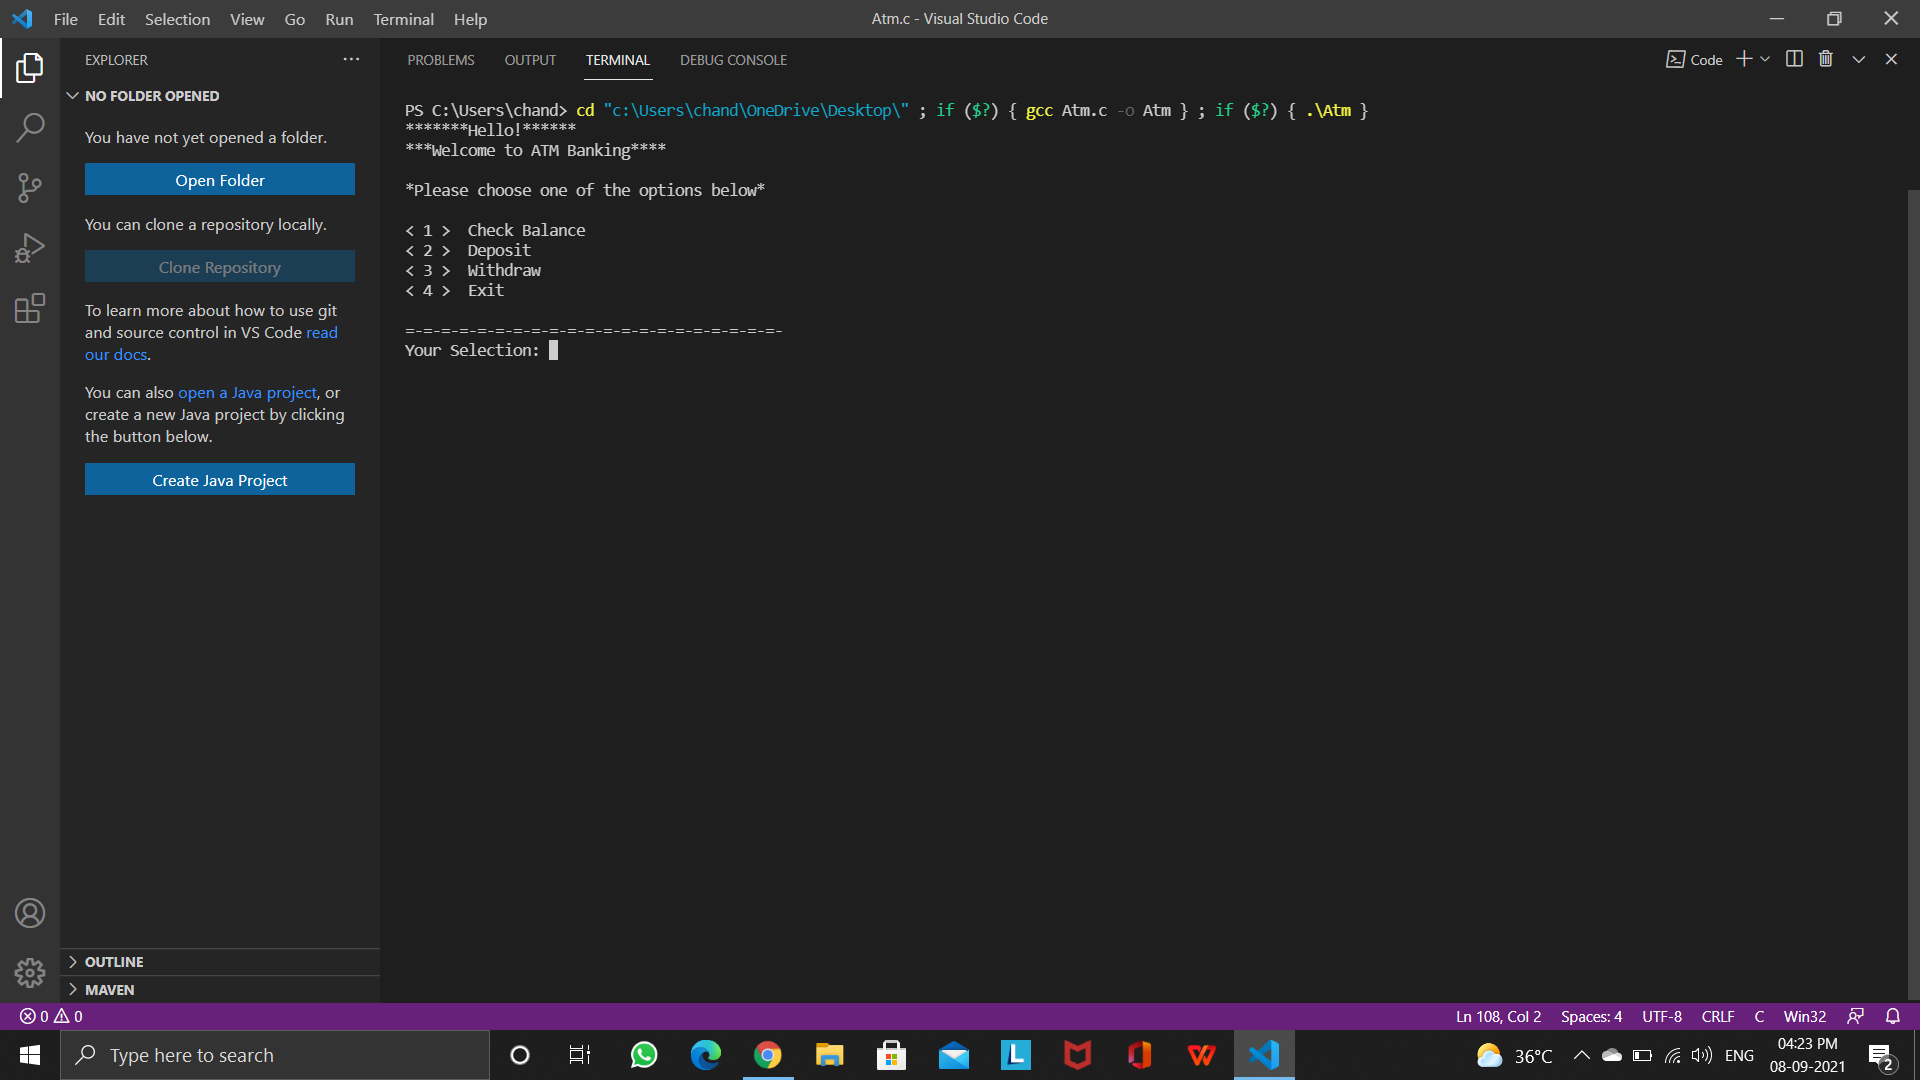 File Edit Selection View Go Run Terminal Help
Atm.c - Visual Studio Code
EXPLORER
NO FOLDER OPENED
You have not yet opened a folder.
Open Folder
You can clone a repository locally.
Clone Repository
To learn more about how to use git
and source control in VS Code read
our docs.
You can also open a Java project, or
create a new Java project by clicking
the button below.
Create Java Project
OUTLINE
MAVEN
PROBLEMS OUTPUT TERMINAL DEBUG CONSOLE
Code
PS C:\Users\chand> cd "c:\Users\chand\OneDrive\Desktop\" ; if ($?) { gcc Atm.c -o Atm } ; if ($?) { .\Atm }
*******Hello!******
***Welcome to ATM Banking****
*Please choose one of the options below*
< 1 >  Check Balance
< 2 >  Deposit
< 3 >  Withdraw
< 4 >  Exit
=-=-=-=-=-=-=-=-=-=-=-=-=-=-=-=-=-=-=-=-=-
Your Selection:
0 0
Ln 108, Col 2 Spaces: 4 UTF-8 CRLF C Win32
Type here to search
L
W
36°C
ENG
04:23 PM
08-09-2021
2